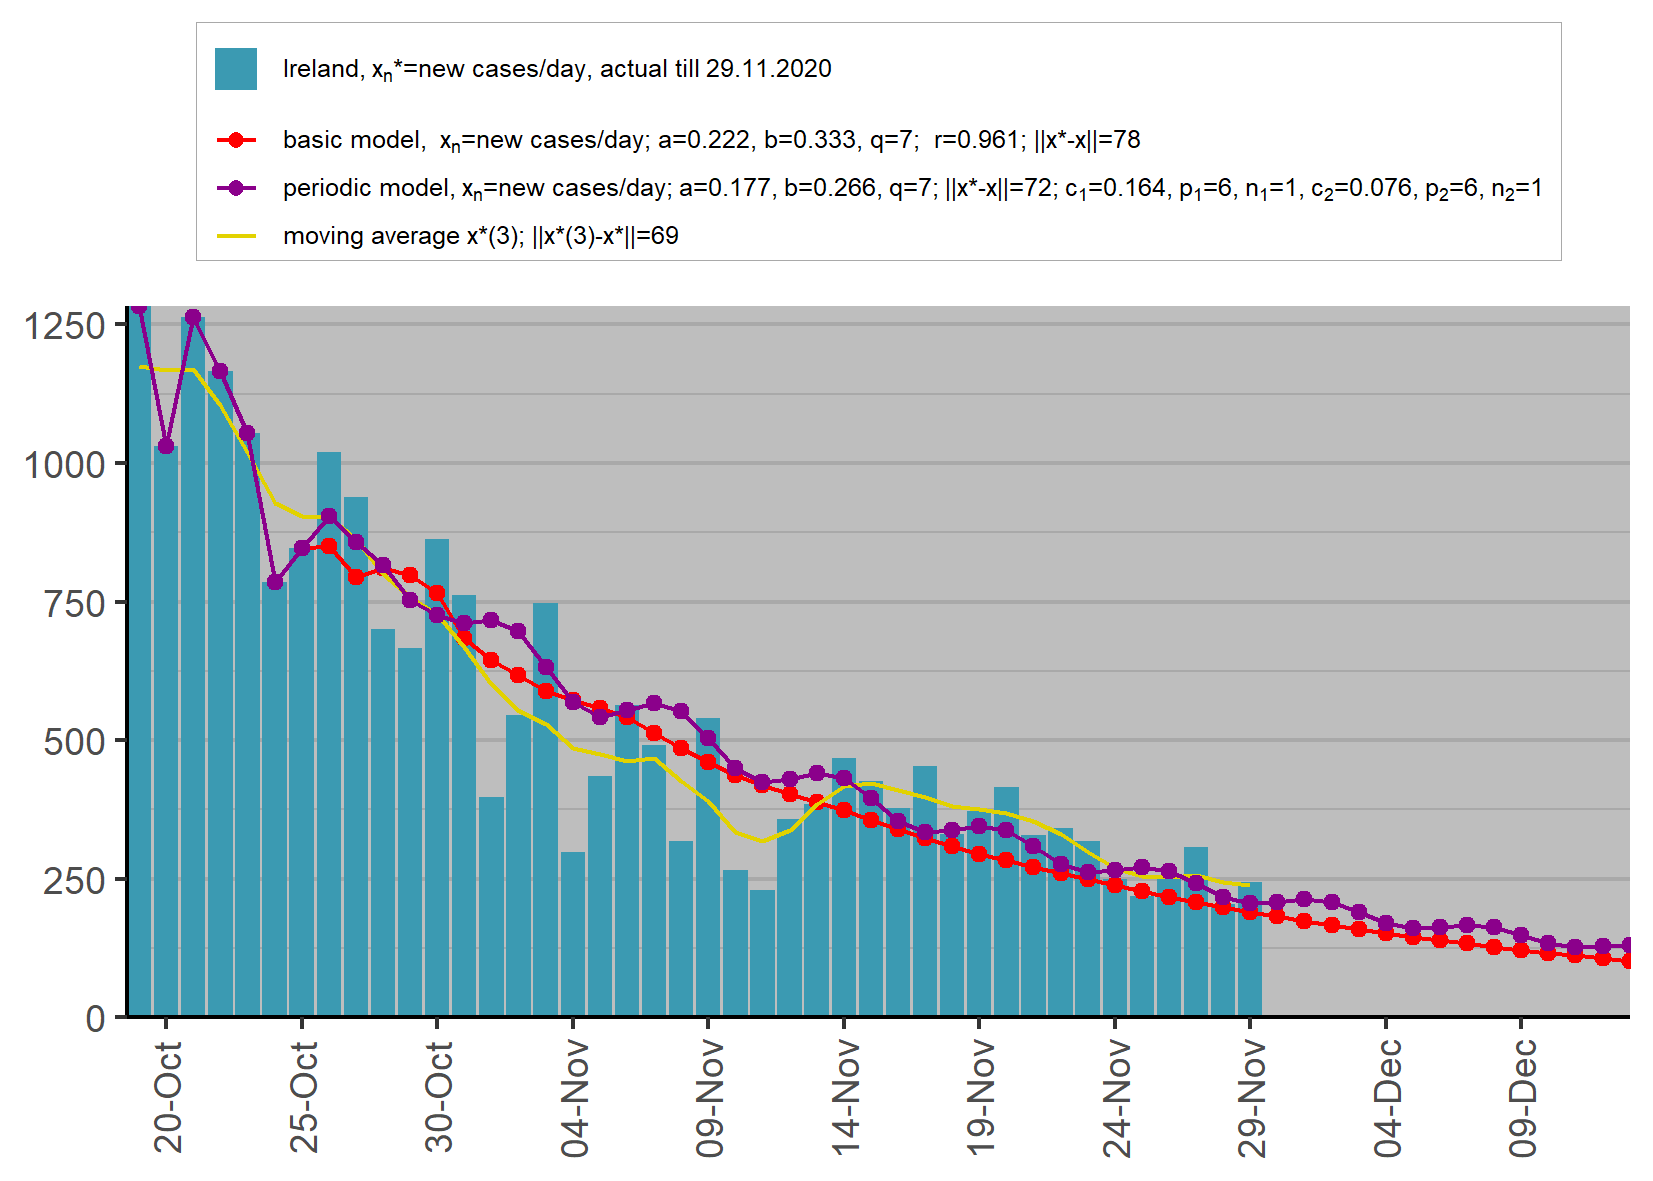 Ireland, xₙ*=new cases/day, actual till 29.11.2020
basic model,  xₙ=new cases/day; a=0.222, b=0.333, q=7;  r=0.961; ||x*-x||=78
periodic model, xₙ=new cases/day; a=0.177, b=0.266, q=7; ||x*-x||=72; c₁=0.164, p₁=6, n₁=1, c₂=0.076, p₂=6, n₂=1
moving average x*(3); ||x*(3)-x*||=69
1250
1000
750
500
250
0
20-Oct
25-Oct
30-Oct
04-Nov
09-Nov
14-Nov
19-Nov
24-Nov
29-Nov
04-Dec
09-Dec